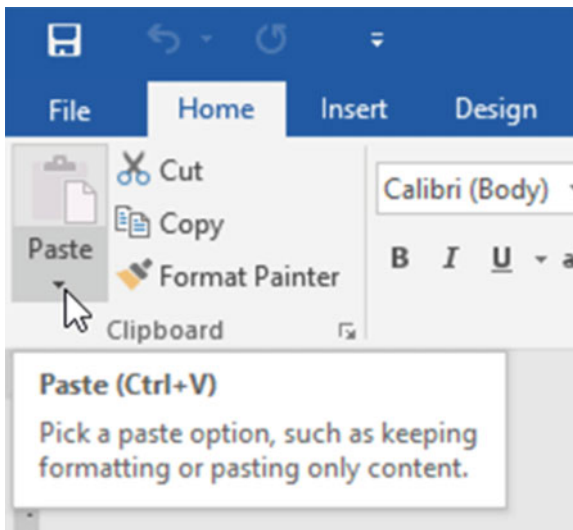 File Home Insert Design
Cut
Calibri (Body)
Copy
Paste
B I U
Format Painter
Clipboard
Paste (Ctrl+V)
Pick a paste option, such as keeping
formatting or pasting only content.